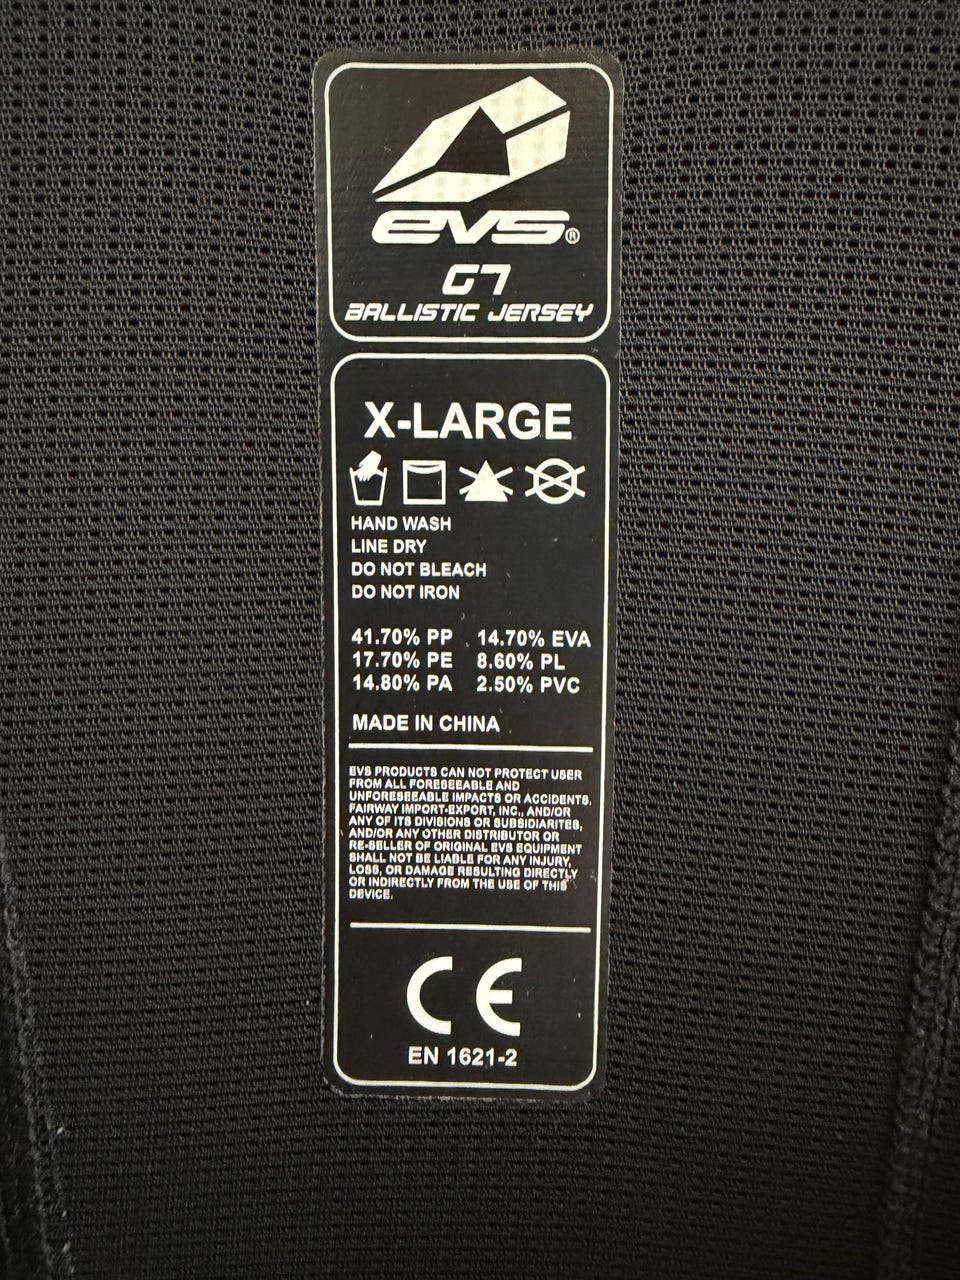 evs®
G7
BALLISTIC JERSEY
X-LARGE
HAND WASH
LINE DRY
DO NOT BLEACH
DO NOT IRON
41.70% PP 14.70% EVA
17.70% PE 8.60% PL
14.80% PA 2.50% PVC
MADE IN CHINA
EVS PRODUCTS CAN NOT PROTECT USER
FROM ALL FORESEEABLE AND
UNFORESEEABLE IMPACTS OR ACCIDENTS,
FAIRWAY IMPORT-EXPORT, INC., AND/OR
ANY OF ITS DIVISIONS OR SUBSIDIARITES,
AND/OR ANY OTHER DISTRIBUTOR OR
RE-SELLER OF ORIGINAL EVS EQUIPMENT
SHALL NOT BE LIABLE FOR ANY INJURY,
LOSS, OR DAMAGE RESULTING DIRECTLY
OR INDIRECTLY FROM THE USE OF THIS
DEVICE.
CE
EN 1621-2